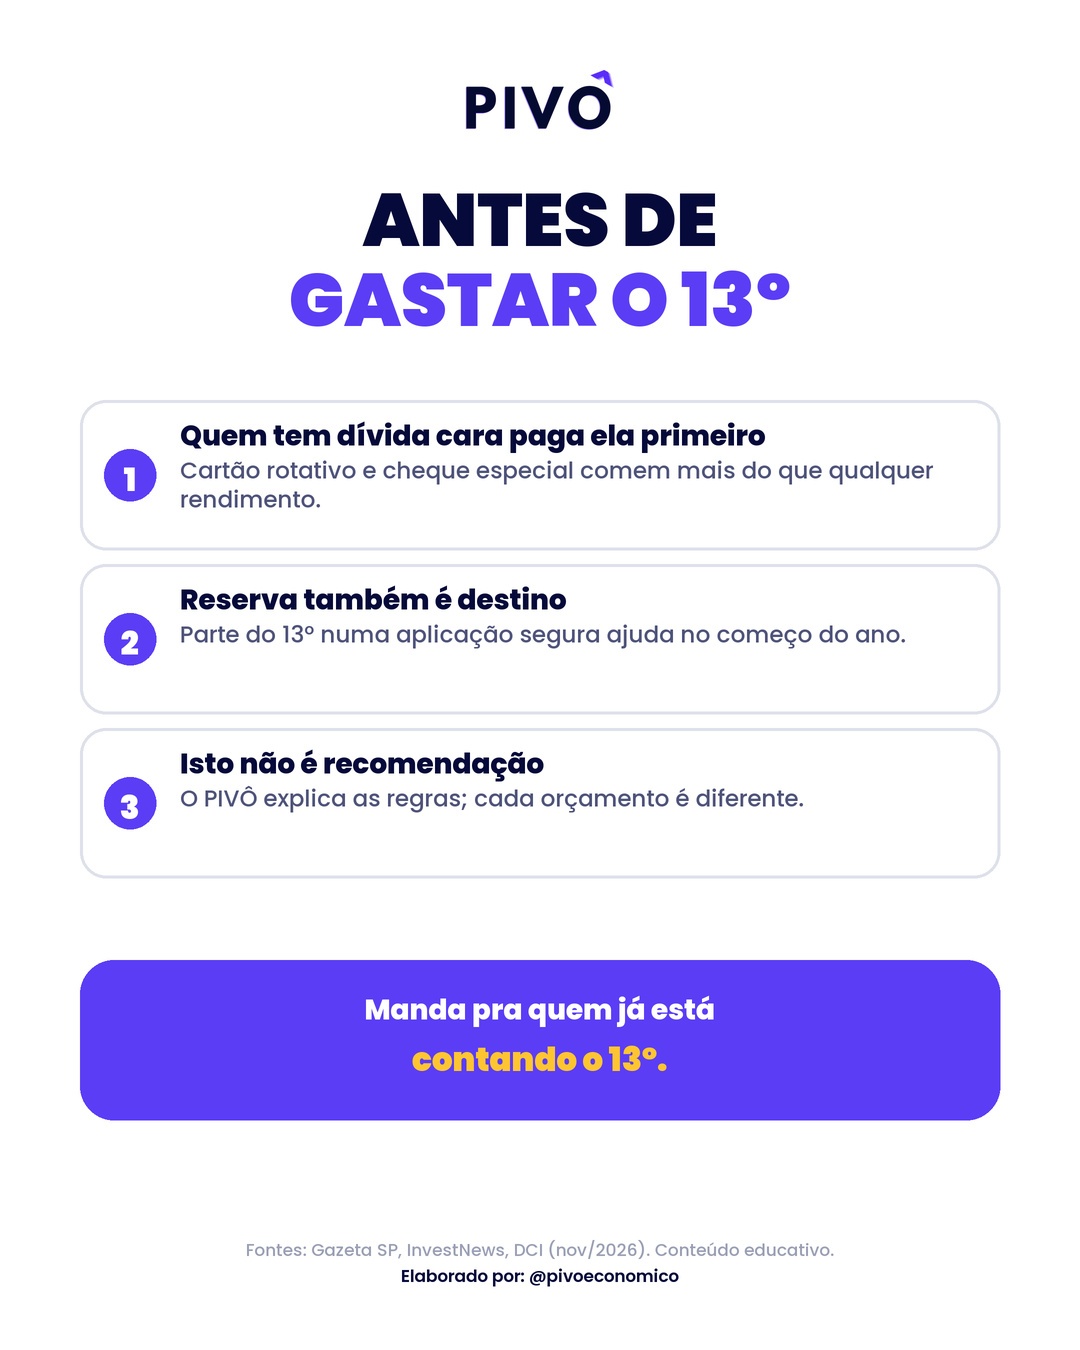 PIVÔ
ANTES DE
GASTAR O 13º
1
Quem tem dívida cara paga ela primeiro
Cartão rotativo e cheque especial comem mais do que qualquer
rendimento.
2
Reserva também é destino
Parte do 13º numa aplicação segura ajuda no começo do ano.
3
Isto não é recomendação
O PIVÔ explica as regras; cada orçamento é diferente.
Manda pra quem já está
contando o 13º.
Fontes: Gazeta SP, InvestNews, DCI (nov/2026). Conteúdo educativo.
Elaborado por: @pivoeconomico